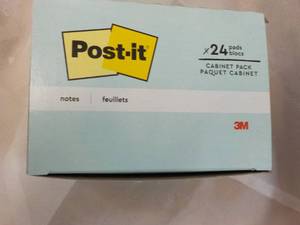 Post-it
x24 pads
blocs
CABINET PACK
PAQUET CABINET
notes | feuillets
3M